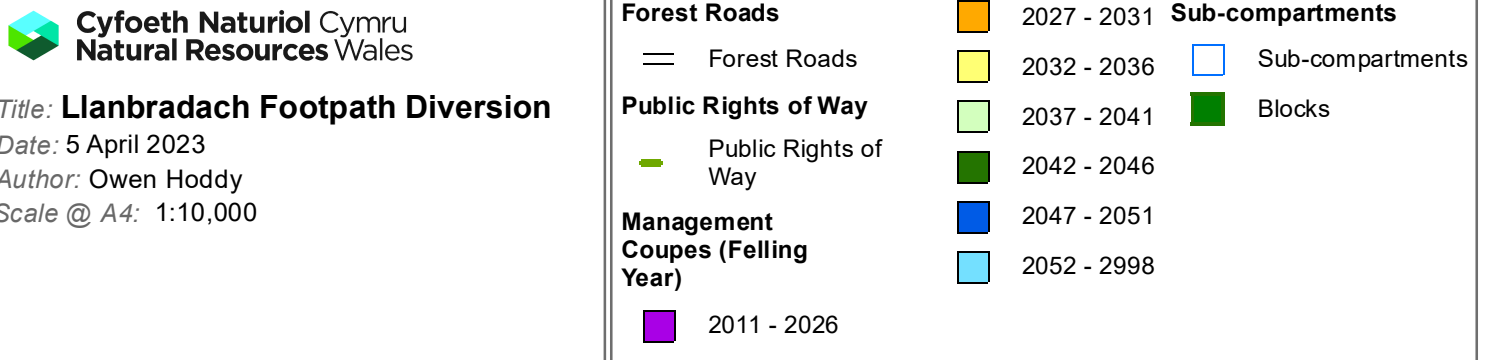 Cyfoeth Naturiol Cymru
Natural Resources Wales
Title: Llanbradach Footpath Diversion
Date: 5 April 2023
Author: Owen Hoddy
Scale @ A4: 1:10,000
Forest Roads
Forest Roads
Public Rights of Way
Public Rights of
Way
Management
Coupes (Felling
Year)
2011 - 2026
2027 - 2031
2032 - 2036
2037 - 2041
2042 - 2046
2047 - 2051
2052 - 2998
Sub-compartments
Sub-compartments
Blocks